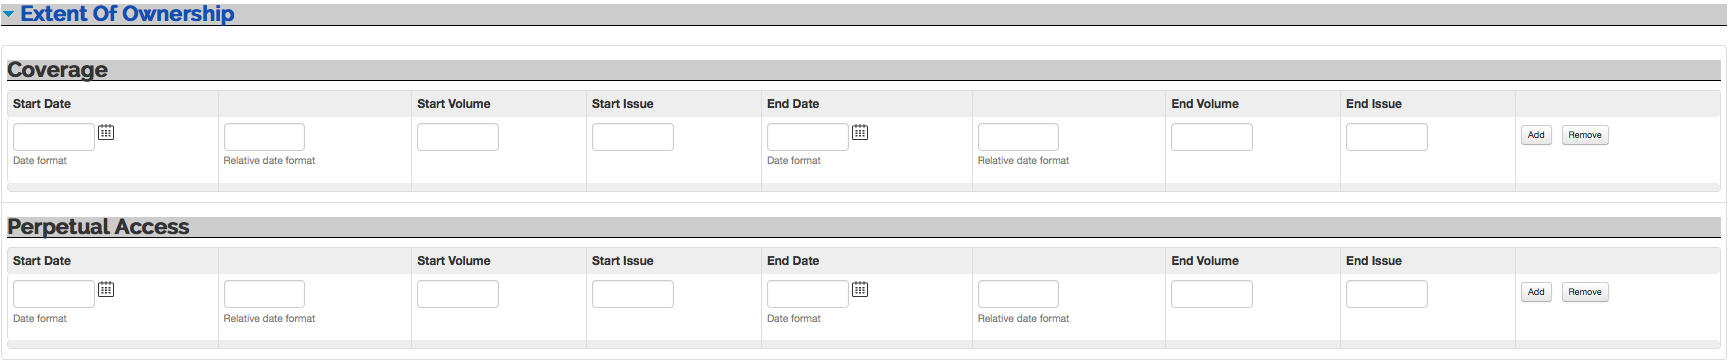 Extent Of Ownership
Coverage
Start Date Start Volume Start Issue End Date End Volume End Issue
Add Remove
Date format Relative date format Date format Relative date format
Perpetual Access
Start Date Start Volume Start Issue End Date End Volume End Issue
Add Remove
Date format Relative date format Date format Relative date format